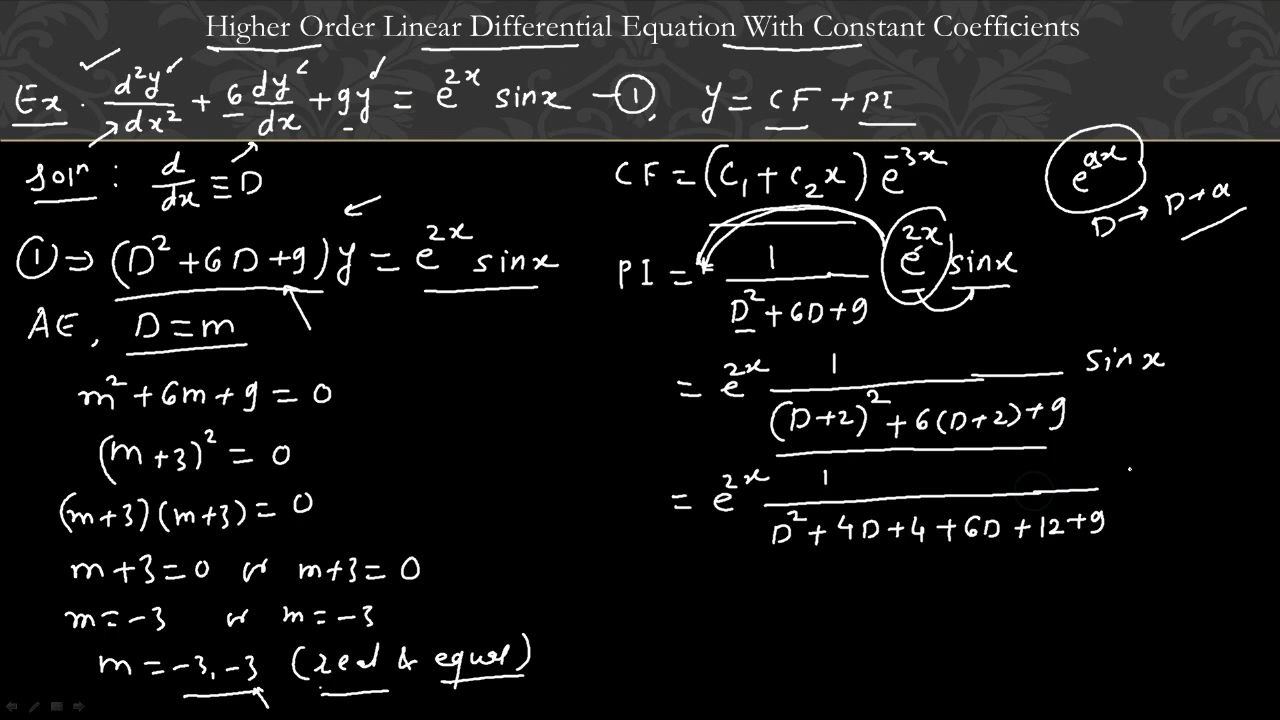 Higher Order Linear Differential Equation With Constant Coefficients
Ex. d²y/dx² + 6 dy/dx + 9y = e^{2x} sinx —①, y = CF + PI
Solⁿ: d/dx ≡ D
① ⇒ (D² + 6D + 9) y = e^{2x} sinx
AE, D = m
m² + 6m + 9 = 0
(m + 3)² = 0
(m + 3)(m + 3) = 0
m + 3 = 0 or m + 3 = 0
m = -3 or m = -3
m = -3, -3 (real & equal)
CF = (C₁ + C₂x) e^{-3x}
e^{ax}
D → D + a
PI = 1/(D² + 6D + 9) e^{2x} sinx
= e^{2x} 1/((D+2)² + 6(D+2) + 9) sinx
= e^{2x} 1/(D² + 4D + 4 + 6D + 12 + 9)